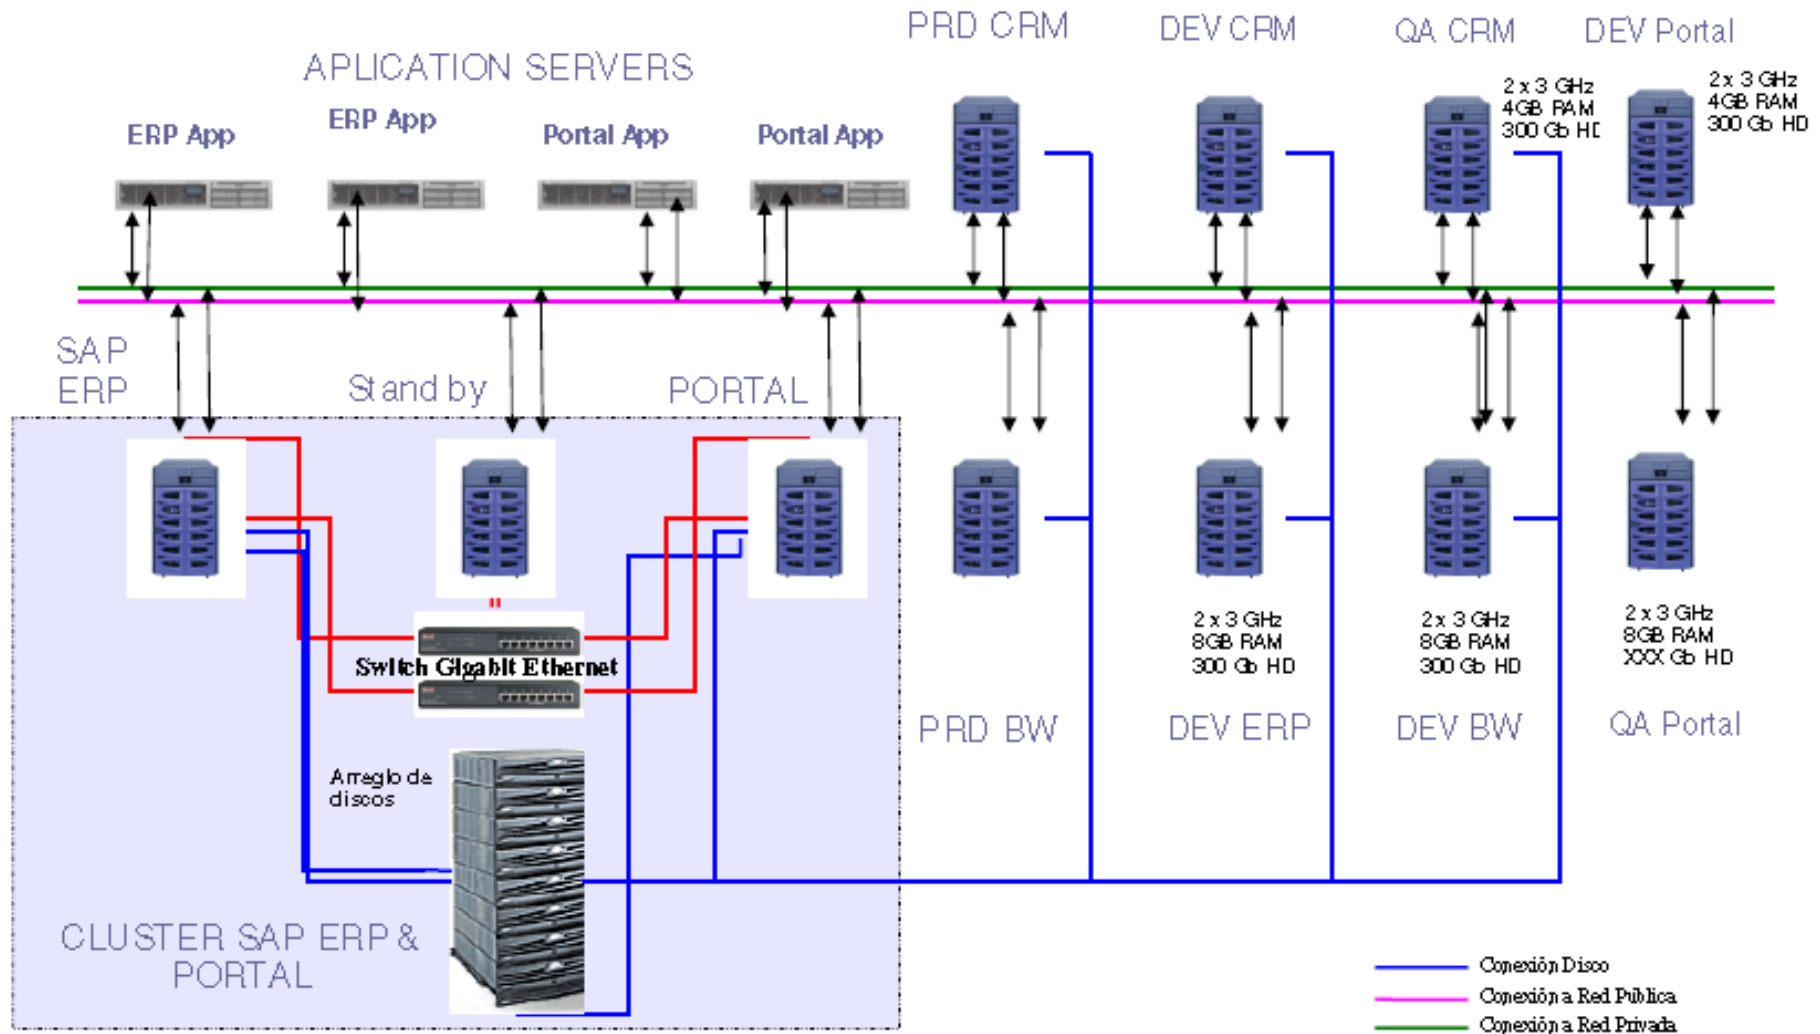 PRD CRM
DEV CRM
QA CRM
DEV Portal
APLICATION SERVERS
ERP App
ERP App
Portal App
Portal App
2 x 3 GHz
4GB RAM
300 Gb HD
2 x 3 GHz
4GB RAM
300 Gb HD
SAP
ERP
Stand by
PORTAL
Switch Gigabit Ethernet
2 x 3 GHz
8GB RAM
300 Gb HD
2 x 3 GHz
8GB RAM
300 Gb HD
2 x 3 GHz
8GB RAM
XXX Gb HD
PRD BW
DEV ERP
DEV BW
QA Portal
Arreglo de
discos
CLUSTER SAP ERP &
PORTAL
Conexión Disco
Conexión a Red Pública
Conexión a Red Privada